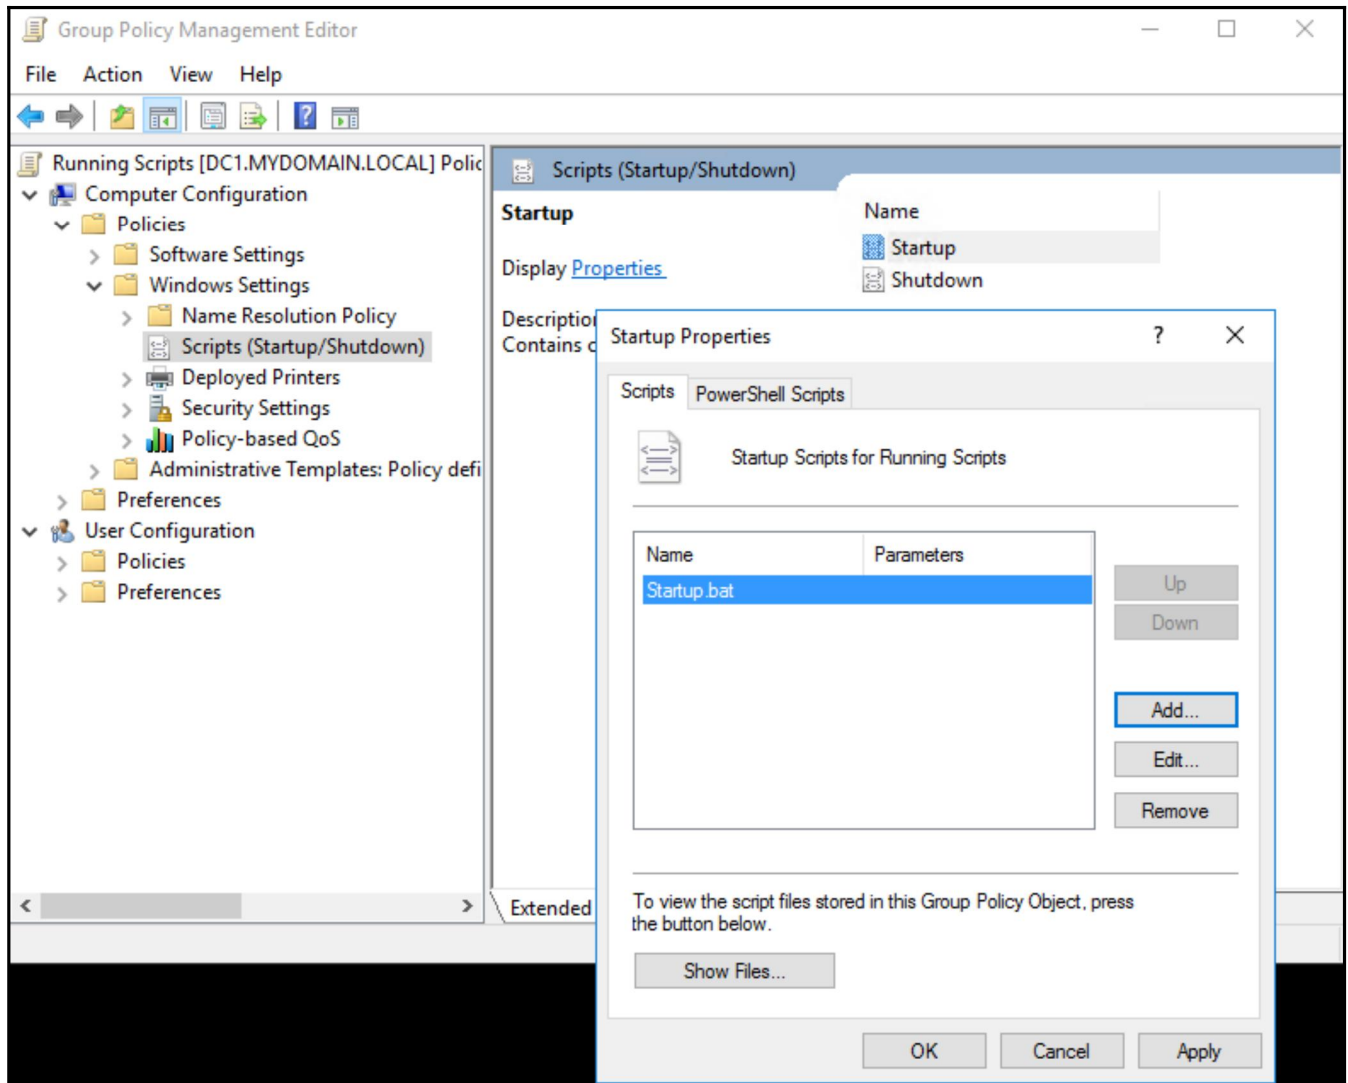 Group Policy Management Editor
File Action View Help
Running Scripts [DC1.MYDOMAIN.LOCAL] Polic
Computer Configuration
Policies
Software Settings
Windows Settings
Name Resolution Policy
Scripts (Startup/Shutdown)
Deployed Printers
Security Settings
Policy-based QoS
Administrative Templates: Policy defi
Preferences
User Configuration
Policies
Preferences
Scripts (Startup/Shutdown)
Startup
Display Properties
Descriptio
Contains c
Name
Startup
Shutdown
Extended
Startup Properties
?
Scripts PowerShell Scripts
Startup Scripts for Running Scripts
Name Parameters
Startup.bat
Up
Down
Add...
Edit...
Remove
To view the script files stored in this Group Policy Object, press
the button below.
Show Files...
OK Cancel Apply